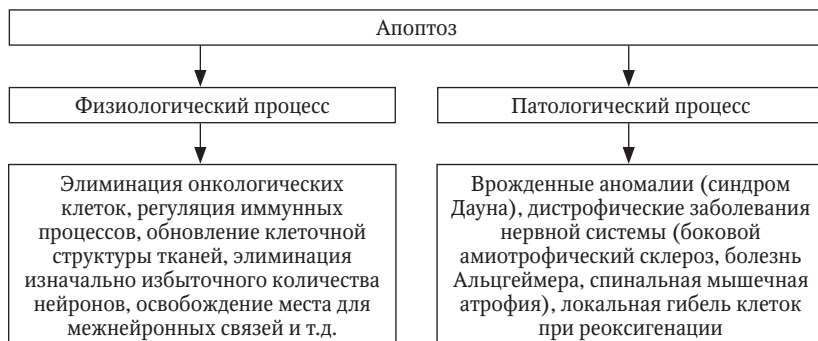 Апоптоз
Физиологический процесс
Патологический процесс
Элиминация онкологических
клеток, регуляция иммунных
процессов, обновление клеточной
структуры тканей, элиминация
изначально избыточного количества
нейронов, освобождение места для
межнейронных связей и т.д.
Врожденные аномалии (синдром
Дауна), дистрофические заболевания
нервной системы (боковой
амиотрофический склероз, болезнь
Альцгеймера, спинальная мышечная
атрофия), локальная гибель клеток
при реоксигенации